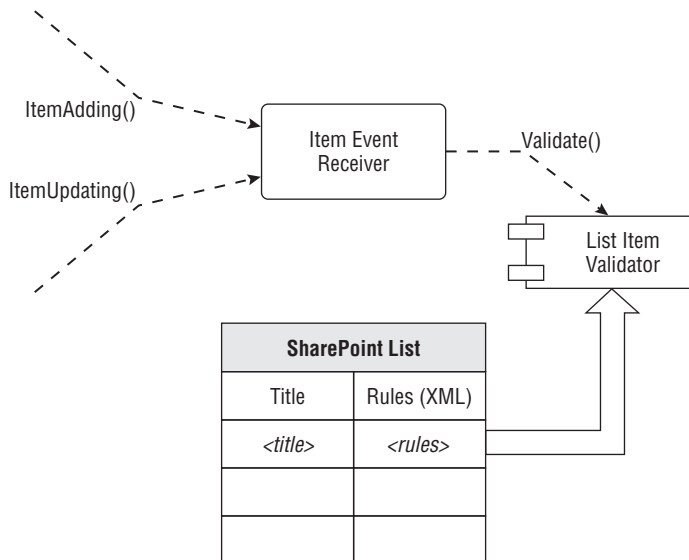 ItemAdding()
Item Event
Receiver
Validate()
ItemUpdating()
List Item
Validator
SharePoint List
Title Rules (XML)
<title> <rules>